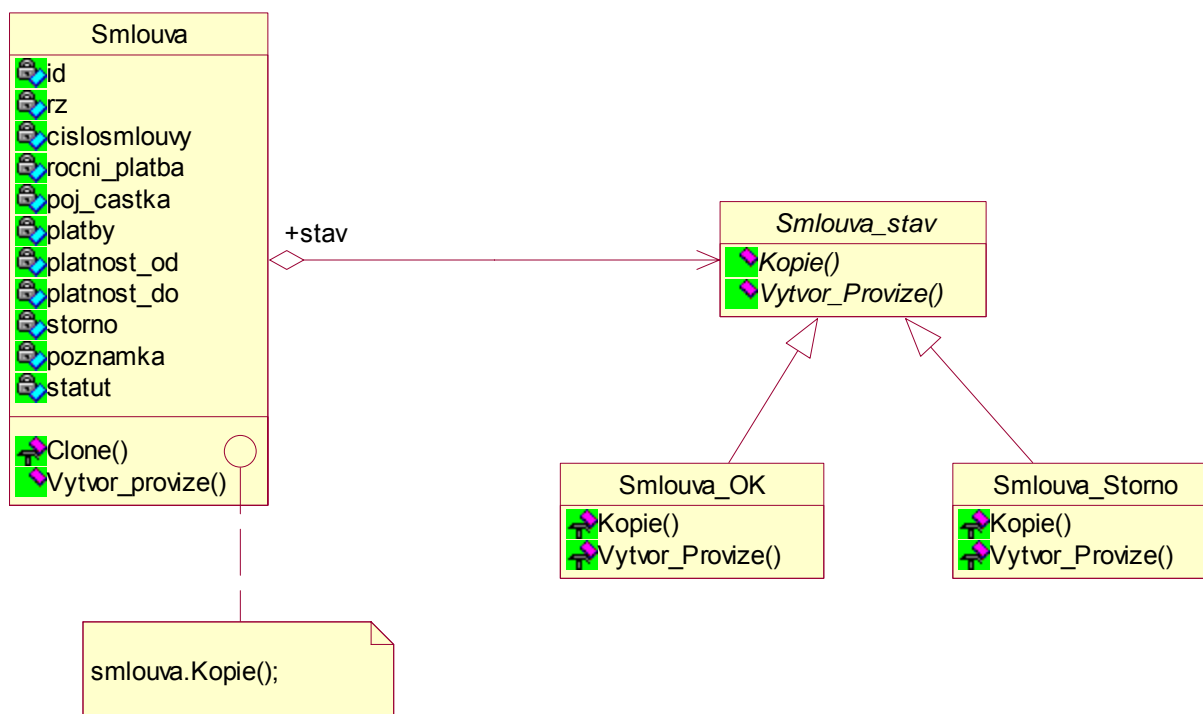 Smlouva
id
rz
cislosmlouvy
rocni_platba
poj_castka
platby
platnost_od
platnost_do
storno
poznamka
statut
Clone()
Vytvor_provize()
+stav
Smlouva_stav
Kopie()
Vytvor_Provize()
Smlouva_OK
Kopie()
Vytvor_Provize()
Smlouva_Storno
Kopie()
Vytvor_Provize()
smlouva.Kopie();